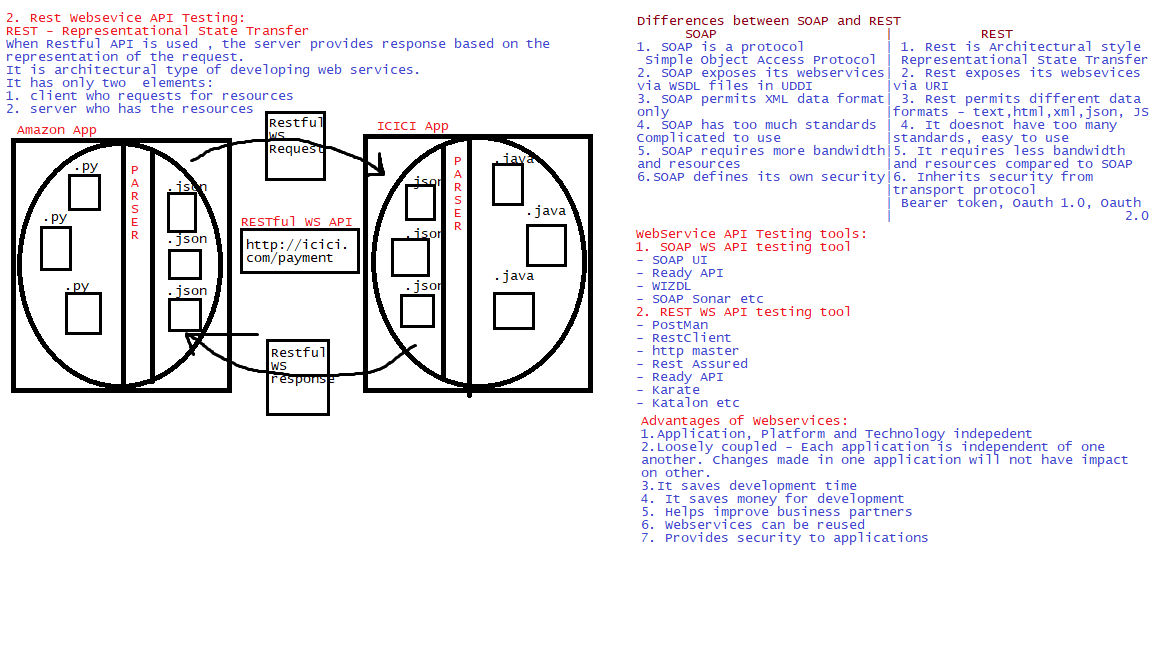 2. Rest Websevice API Testing:
REST - Representational State Transfer
When Restful API is used , the server provides response based on the
representation of the request.
It is architectural type of developing web services.
It has only two  elements:
1. client who requests for resources
2. server who has the resources
Amazon App
.py
.py
.py
PARSER
.json
.json
.json
Restful
WS
Request
RESTful WS API
http://icici.
com/payment
Restful
WS
response
ICICI App
.json
.json
.json
PARSER
.java
.java
.java
Differences between SOAP and REST
SOAP | REST
1. SOAP is a protocol | 1. Rest is Architectural style
Simple Object Access Protocol | Representational State Transfer
2. SOAP exposes its webservices| 2. Rest exposes its websevices
via WSDL files in UDDI |via URI
3. SOAP permits XML data format| 3. Rest permits different data
only |formats - text,html,xml,json, JS
4. SOAP has too much standards | 4. It doesnot have too many
Complicated to use |standards, easy to use
5. SOAP requires more bandwidth|5. It requires less bandwidth
and resources |and resources compared to SOAP
6.SOAP defines its own security|6. Inherits security from
|transport protocol
| Bearer token, Oauth 1.0, Oauth
| 2.0
WebService API Testing tools:
1. SOAP WS API testing tool
- SOAP UI
- Ready API
- WIZDL
- SOAP Sonar etc
2. REST WS API testing tool
- PostMan
- RestClient
- http master
- Rest Assured
- Ready API
- Karate
- Katalon etc
Advantages of Webservices:
1.Application, Platform and Technology indepedent
2.Loosely coupled - Each application is independent of one
another. Changes made in one application will not have impact
on other.
3.It saves development time
4. It saves money for development
5. Helps improve business partners
6. Webservices can be reused
7. Provides security to applications